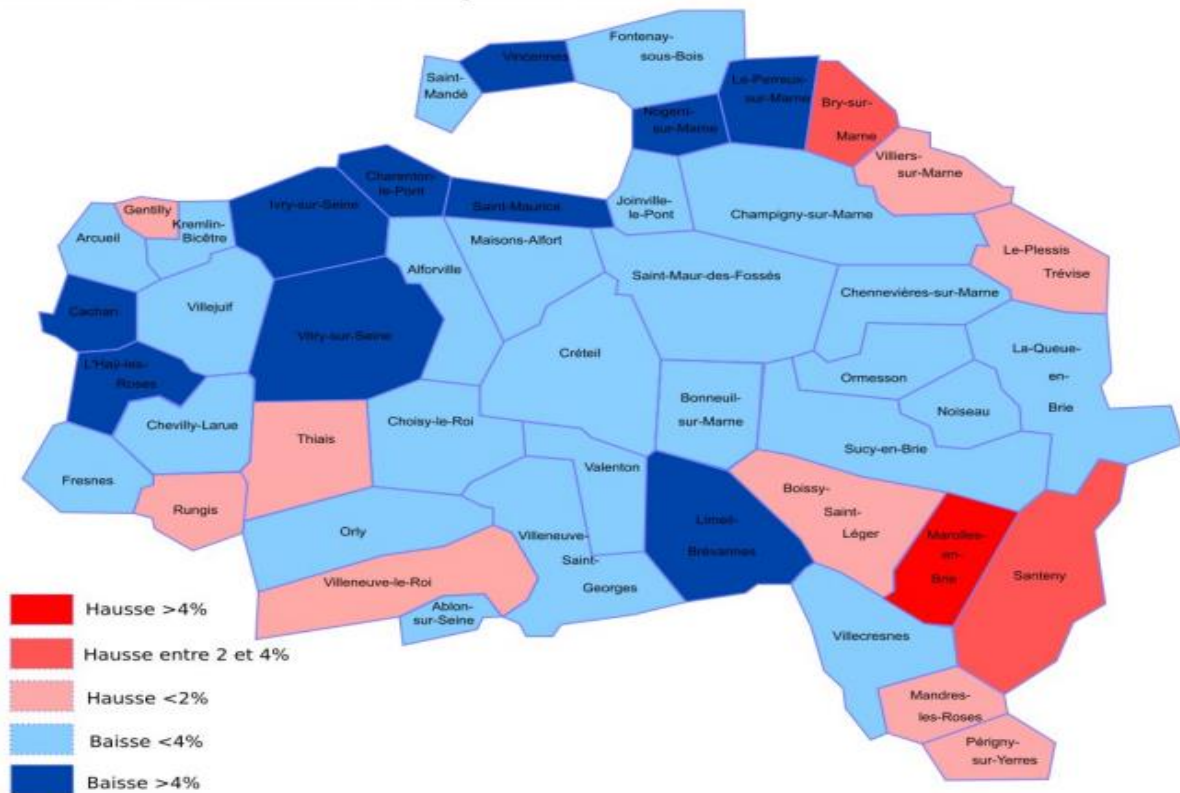 Fontenay-
sous-Bois
Vincennes
Saint-
Mandé
Le-Perreux-
sur-Marne
Bry-sur-
Marne
Nogent-
sur-Marne
Villiers-
sur-Marne
Charenton-
le-Pont
Ivry-sur-Seine
Saint-Maurice
Joinville-
le-Pont
Champigny-sur-Marne
Gentilly
Kremlin-
Bicêtre
Arcueil
Maisons-Alfort
Alforville
Saint-Maur-des-Fossés
Le-Plessis
Trévise
Chennevières-sur-Marne
Cachan
Villejuif
Vitry-sur-Seine
Créteil
La-Queue-
en-
Brie
L'Haÿ-les-
Roses
Ormesson
Bonneuil-
sur-Marne
Noiseau
Chevilly-Larue
Thiais
Choisy-le-Roi
Sucy-en-Brie
Valenton
Fresnes
Rungis
Boissy-
Saint-
Léger
Orly
Villeneuve-
Saint-
Georges
Limeil-
Brévannes
Marolles-
en-
Brie
Santeny
Villeneuve-le-Roi
Ablon-
sur-Seine
Villecresnes
Mandres-
les-Roses
Périgny-
sur-Yerres
Hausse >4%
Hausse entre 2 et 4%
Hausse <2%
Baisse <4%
Baisse >4%